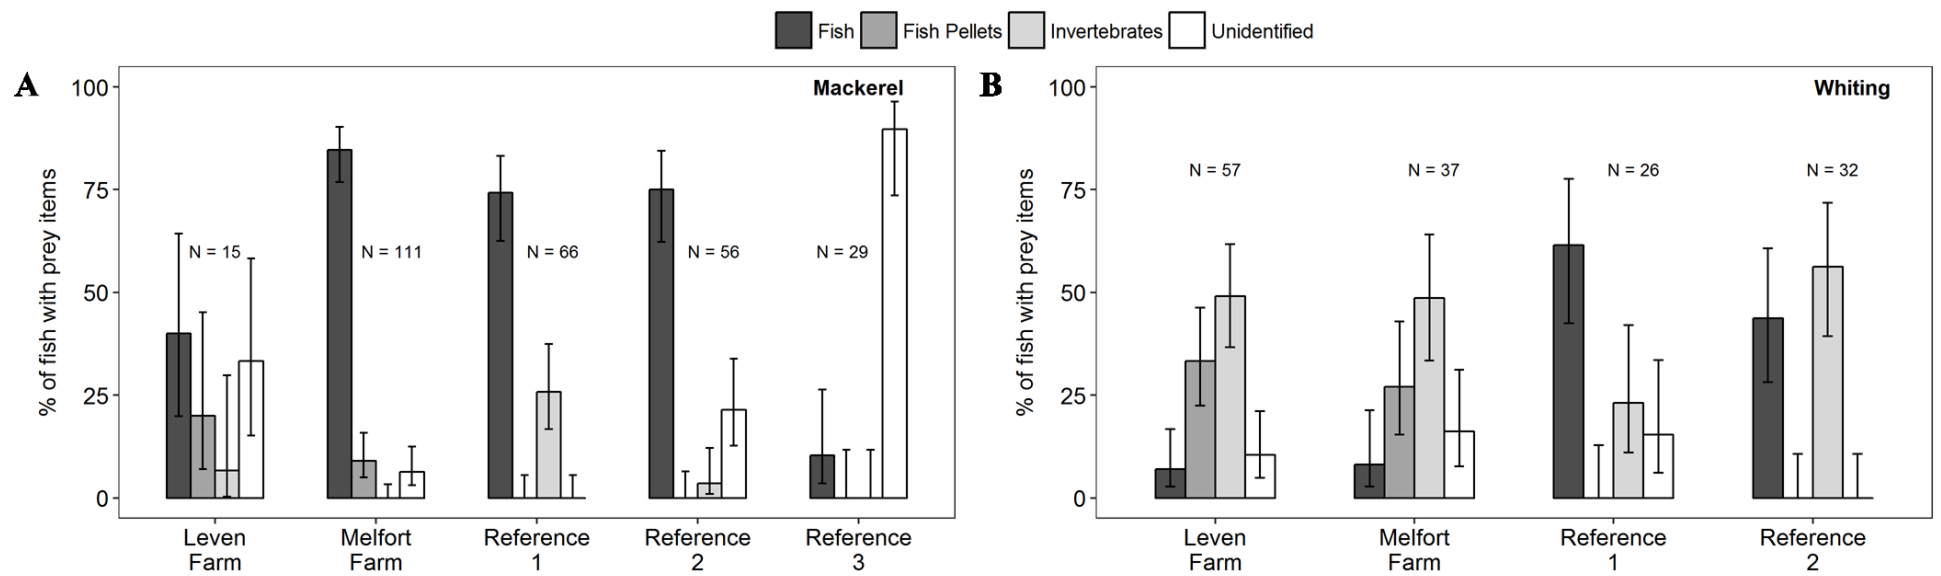 Fish Fish Pellets Invertebrates Unidentified
A
Mackerel
% of fish with prey items
100
75
50
25
0
N = 15
N = 111
N = 66
N = 56
N = 29
Leven
Farm
Melfort
Farm
Reference
1
Reference
2
Reference
3
B
Whiting
% of fish with prey items
100
75
50
25
0
N = 57
N = 37
N = 26
N = 32
Leven
Farm
Melfort
Farm
Reference
1
Reference
2